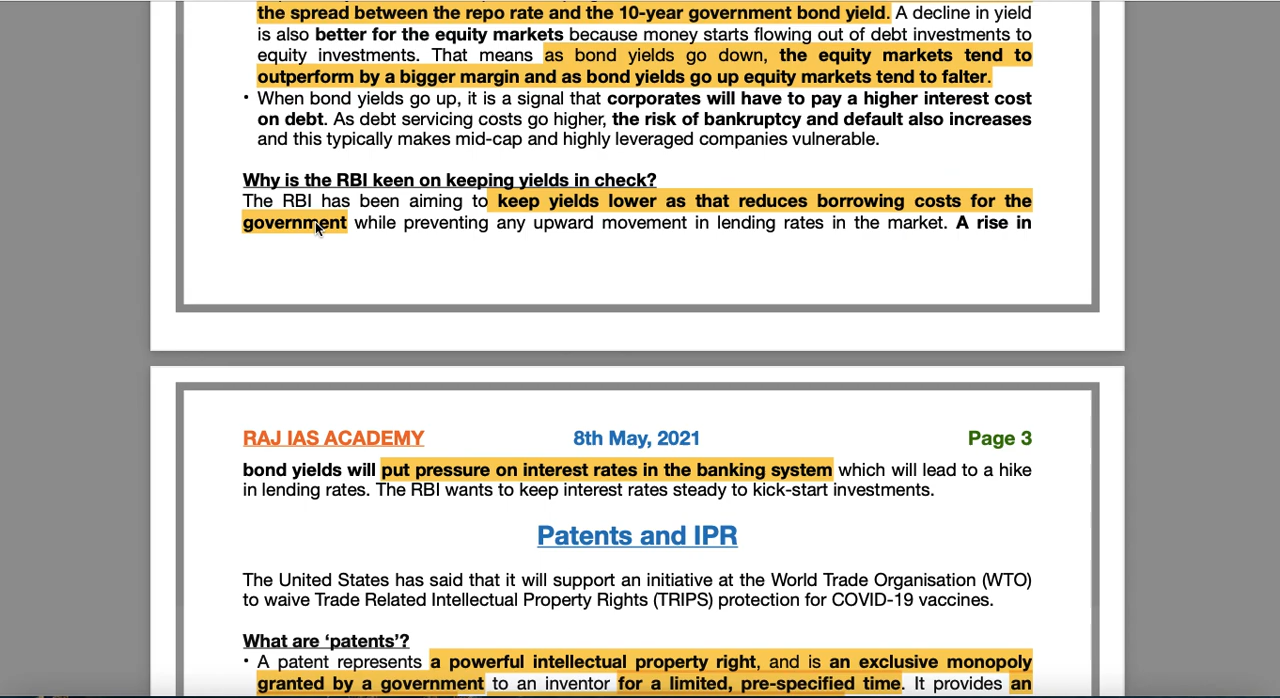 the spread between the repo rate and the 10-year government bond yield. A decline in yield
is also better for the equity markets because money starts flowing out of debt investments to
equity investments. That means as bond yields go down, the equity markets tend to
outperform by a bigger margin and as bond yields go up equity markets tend to falter.
• When bond yields go up, it is a signal that corporates will have to pay a higher interest cost
on debt. As debt servicing costs go higher, the risk of bankruptcy and default also increases
and this typically makes mid-cap and highly leveraged companies vulnerable.
Why is the RBI keen on keeping yields in check?
The RBI has been aiming to keep yields lower as that reduces borrowing costs for the
government while preventing any upward movement in lending rates in the market. A rise in
RAJ IAS ACADEMY 8th May, 2021 Page 3
bond yields will put pressure on interest rates in the banking system which will lead to a hike
in lending rates. The RBI wants to keep interest rates steady to kick-start investments.
Patents and IPR
The United States has said that it will support an initiative at the World Trade Organisation (WTO)
to waive Trade Related Intellectual Property Rights (TRIPS) protection for COVID-19 vaccines.
What are ‘patents’?
• A patent represents a powerful intellectual property right, and is an exclusive monopoly
granted by a government to an inventor for a limited, pre-specified time. It provides an